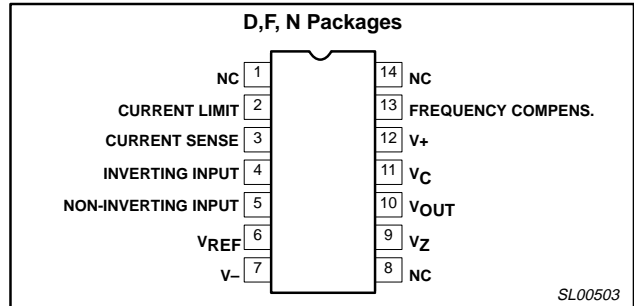 D,F, N Packages
NC 1 14 NC
CURRENT LIMIT 2 13 FREQUENCY COMPENS.
CURRENT SENSE 3 12 V+
INVERTING INPUT 4 11 VC
NON-INVERTING INPUT 5 10 VOUT
VREF 6 9 VZ
V– 7 8 NC
SL00503